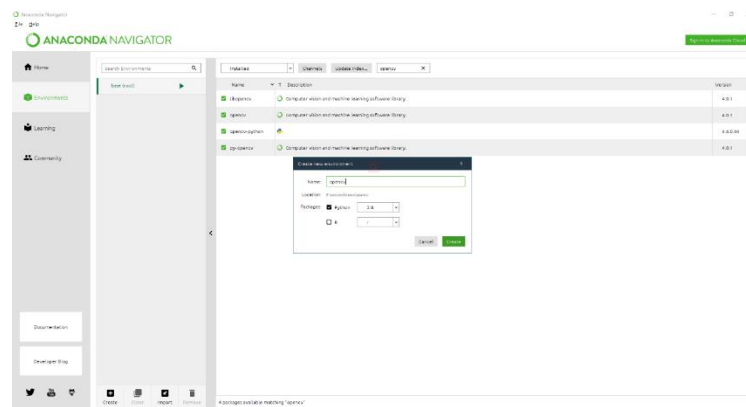 Anaconda Navigator
File Help
ANACONDA NAVIGATOR
Sign in to Anaconda Cloud
Home
Environments
Learning
Community
Documentation
Developer Blog
Search Environments
base (root)
Create
Clone
Import
Remove
Installed
Channels
Update index...
opencv
Name
Description
Version
libopencv
Computer vision and machine learning software library.
4.0.1
opencv
Computer vision and machine learning software library.
4.0.1
opencv-python
py-opencv
Computer vision and machine learning software library.
4.0.1
Create new environment
Name:
opencv
Location:
Packages:
Python
R
Cancel
Create
4 packages available matching "opencv"